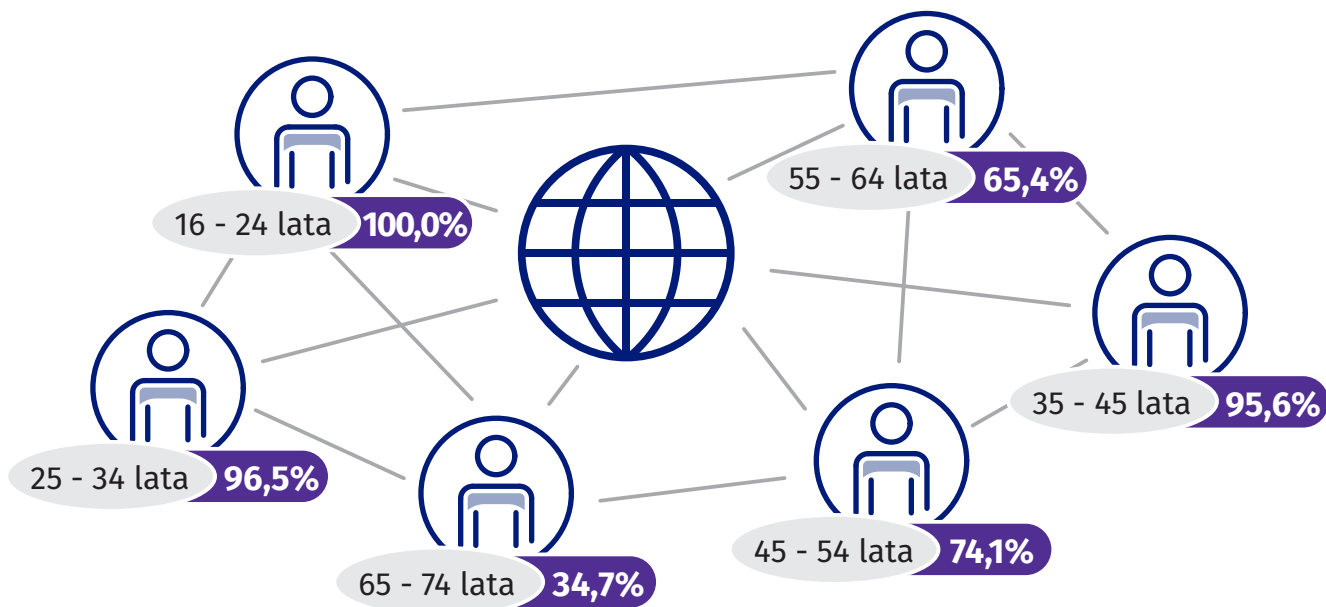 55 - 64 lata 65,4%
16 - 24 lata 100,0%
35 - 45 lata 95,6%
25 - 34 lata 96,5%
45 - 54 lata 74,1%
65 - 74 lata 34,7%